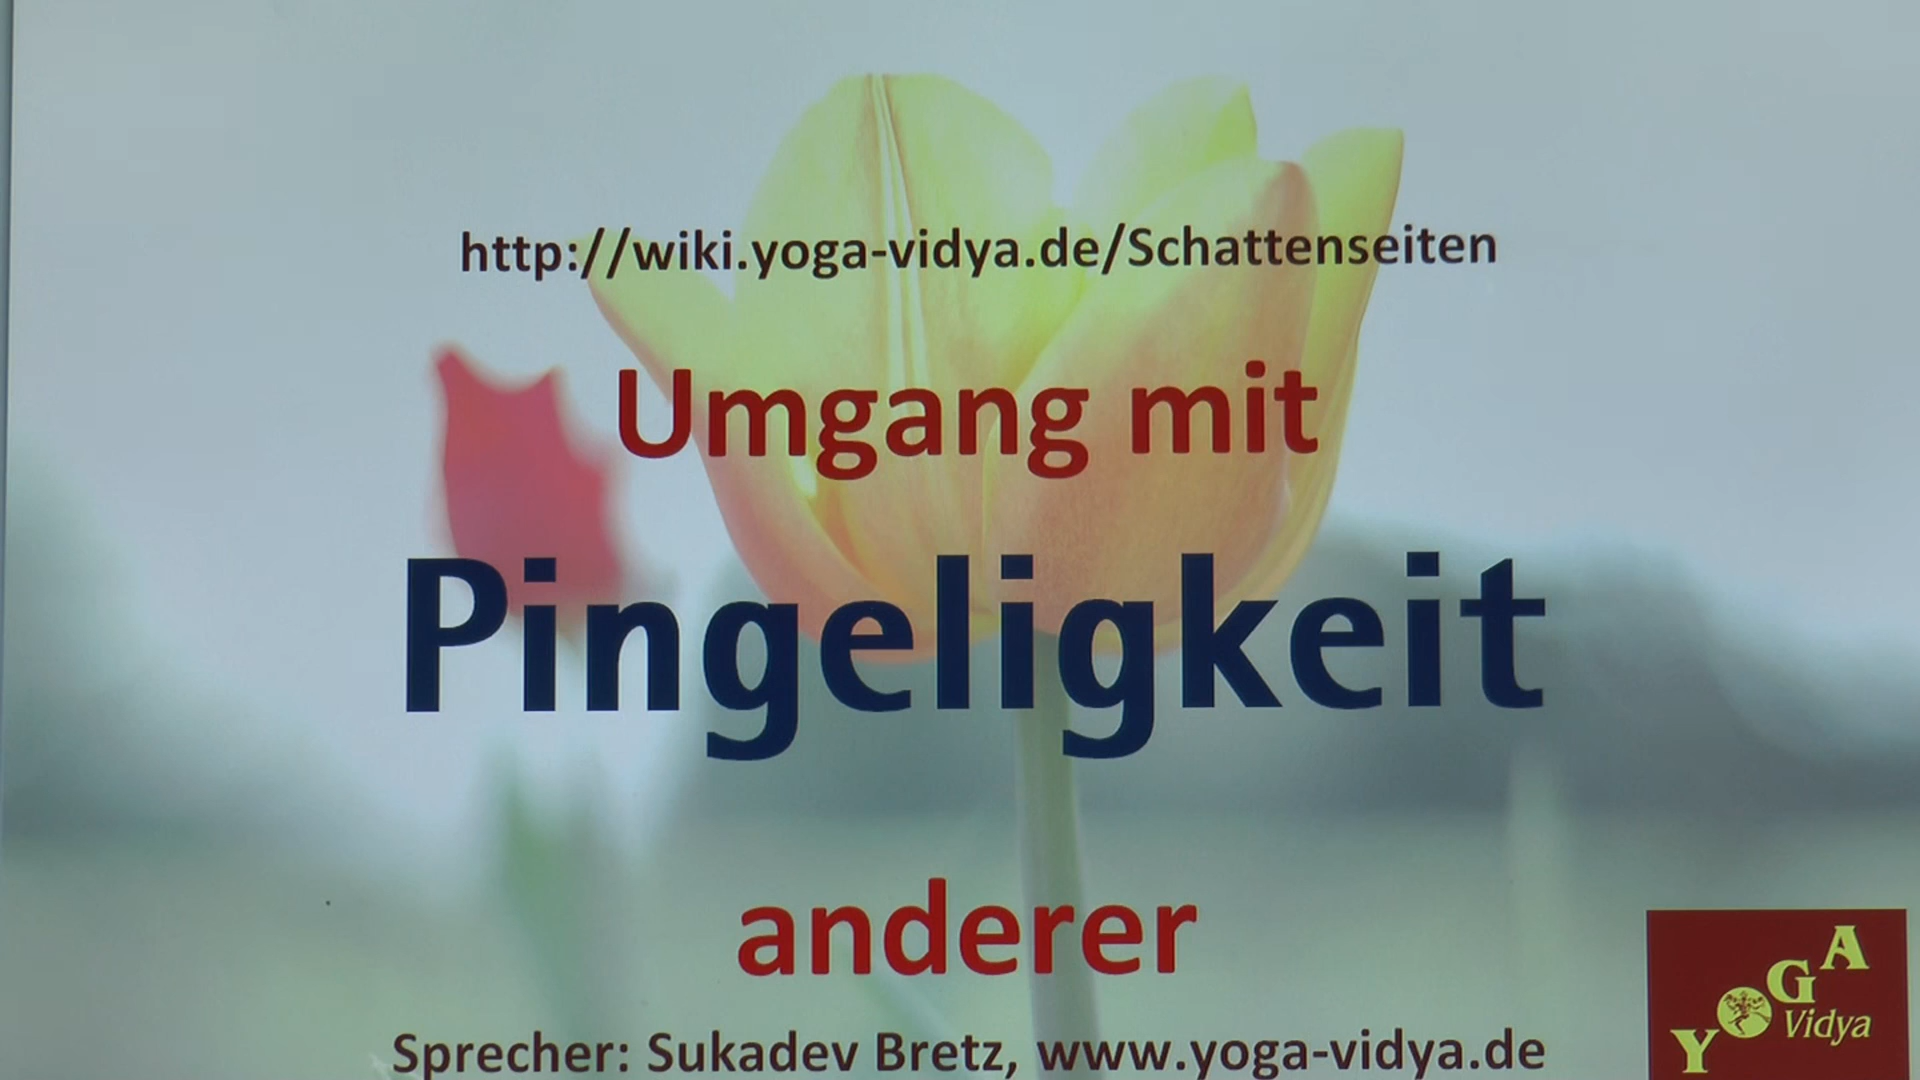 http://wiki.yoga-vidya.de/Schattenseiten
Umgang mit
Pingeligkeit
anderer
Sprecher: Sukadev Bretz, www.yoga-vidya.de
YOGA
Vidya